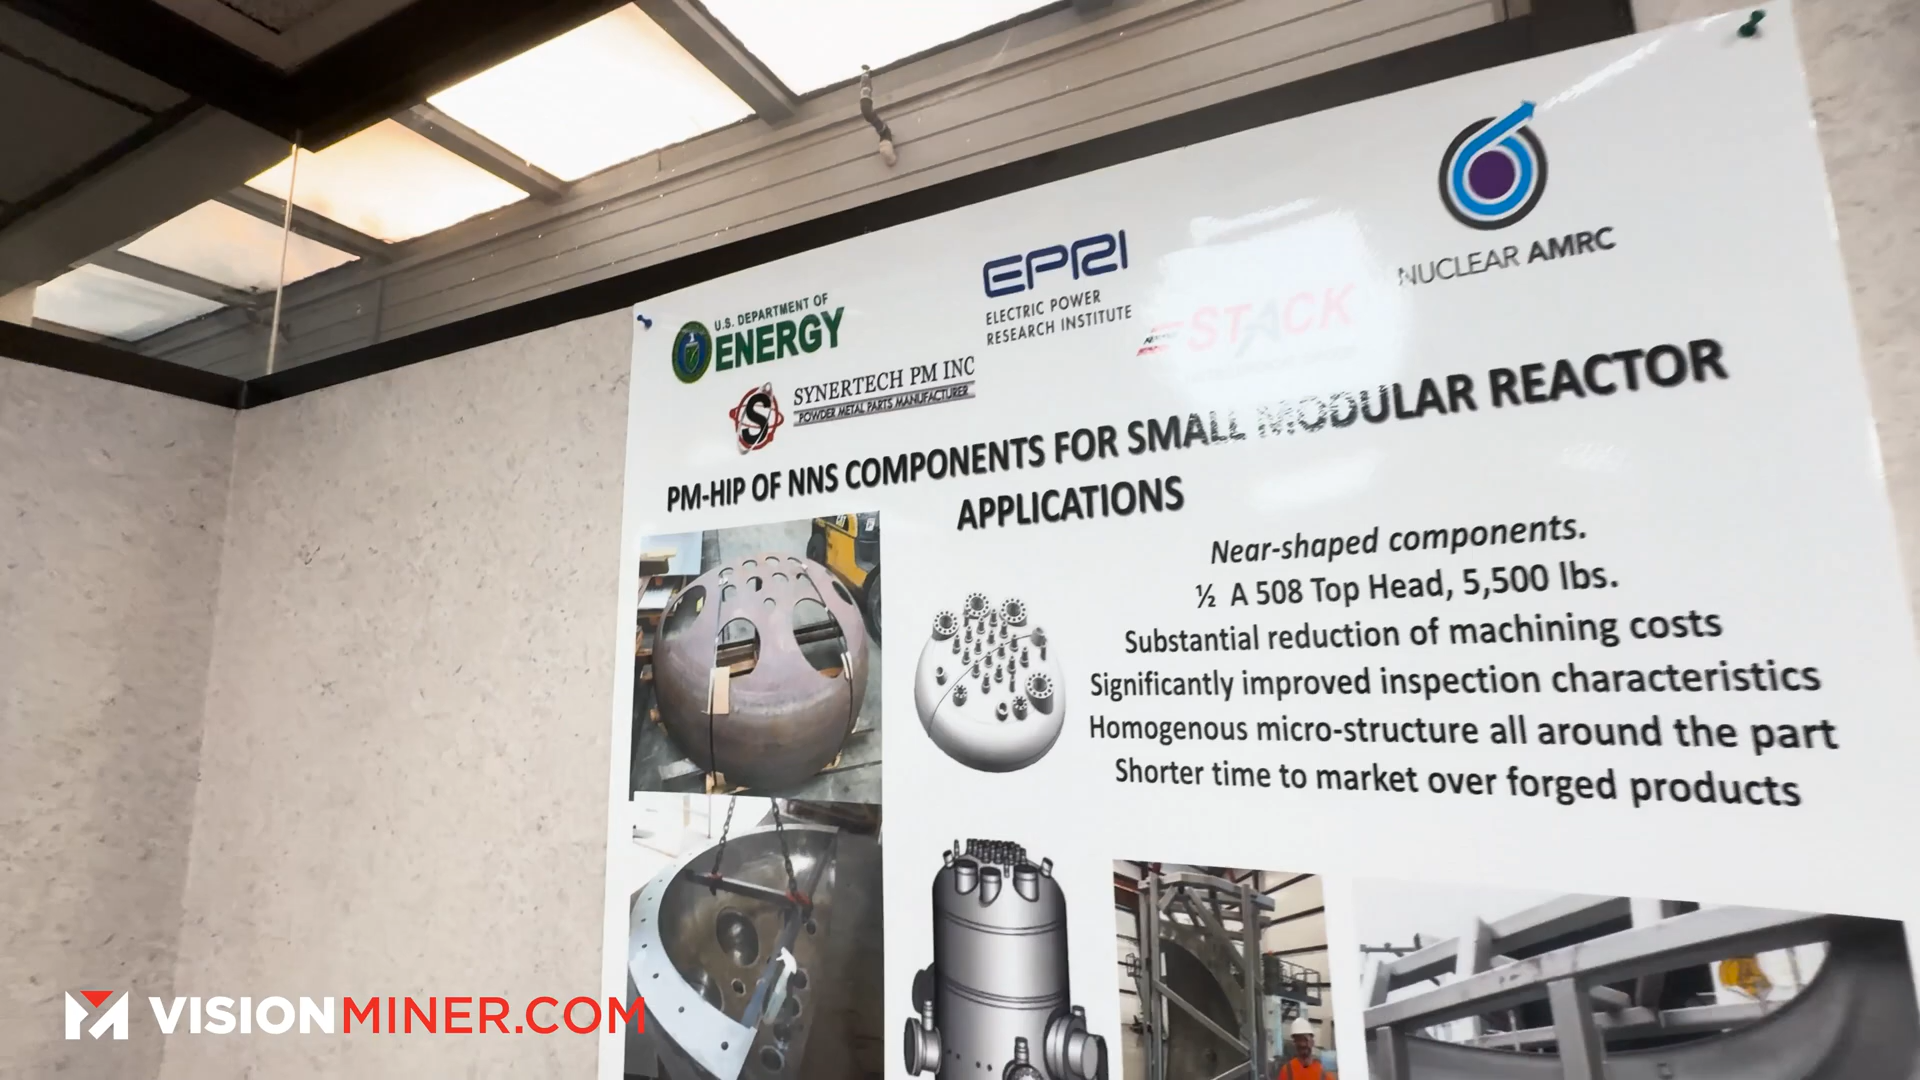 U.S. DEPARTMENT OF
ENERGY
SYNERTECH PM INC
POWDER METAL PARTS MANUFACTURER
EPRI
ELECTRIC POWER
RESEARCH INSTITUTE
STACK
NUCLEAR AMRC
PM-HIP OF NNS COMPONENTS FOR SMALL MODULAR REACTOR
APPLICATIONS
Near-shaped components.
½ A 508 Top Head, 5,500 lbs.
Substantial reduction of machining costs
Significantly improved inspection characteristics
Homogenous micro-structure all around the part
Shorter time to market over forged products
VISIONMINER.COM